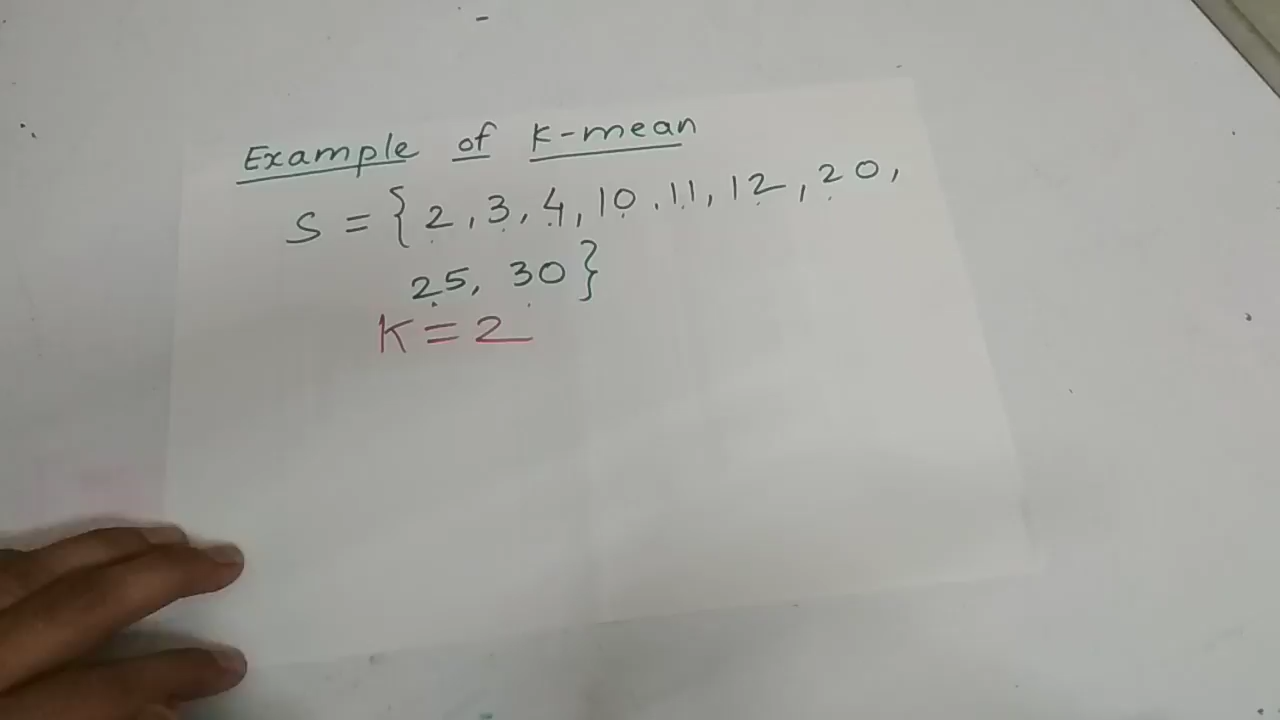 Example of K-mean
S = {2, 3, 4, 10, 11, 12, 20,
25, 30}
K = 2